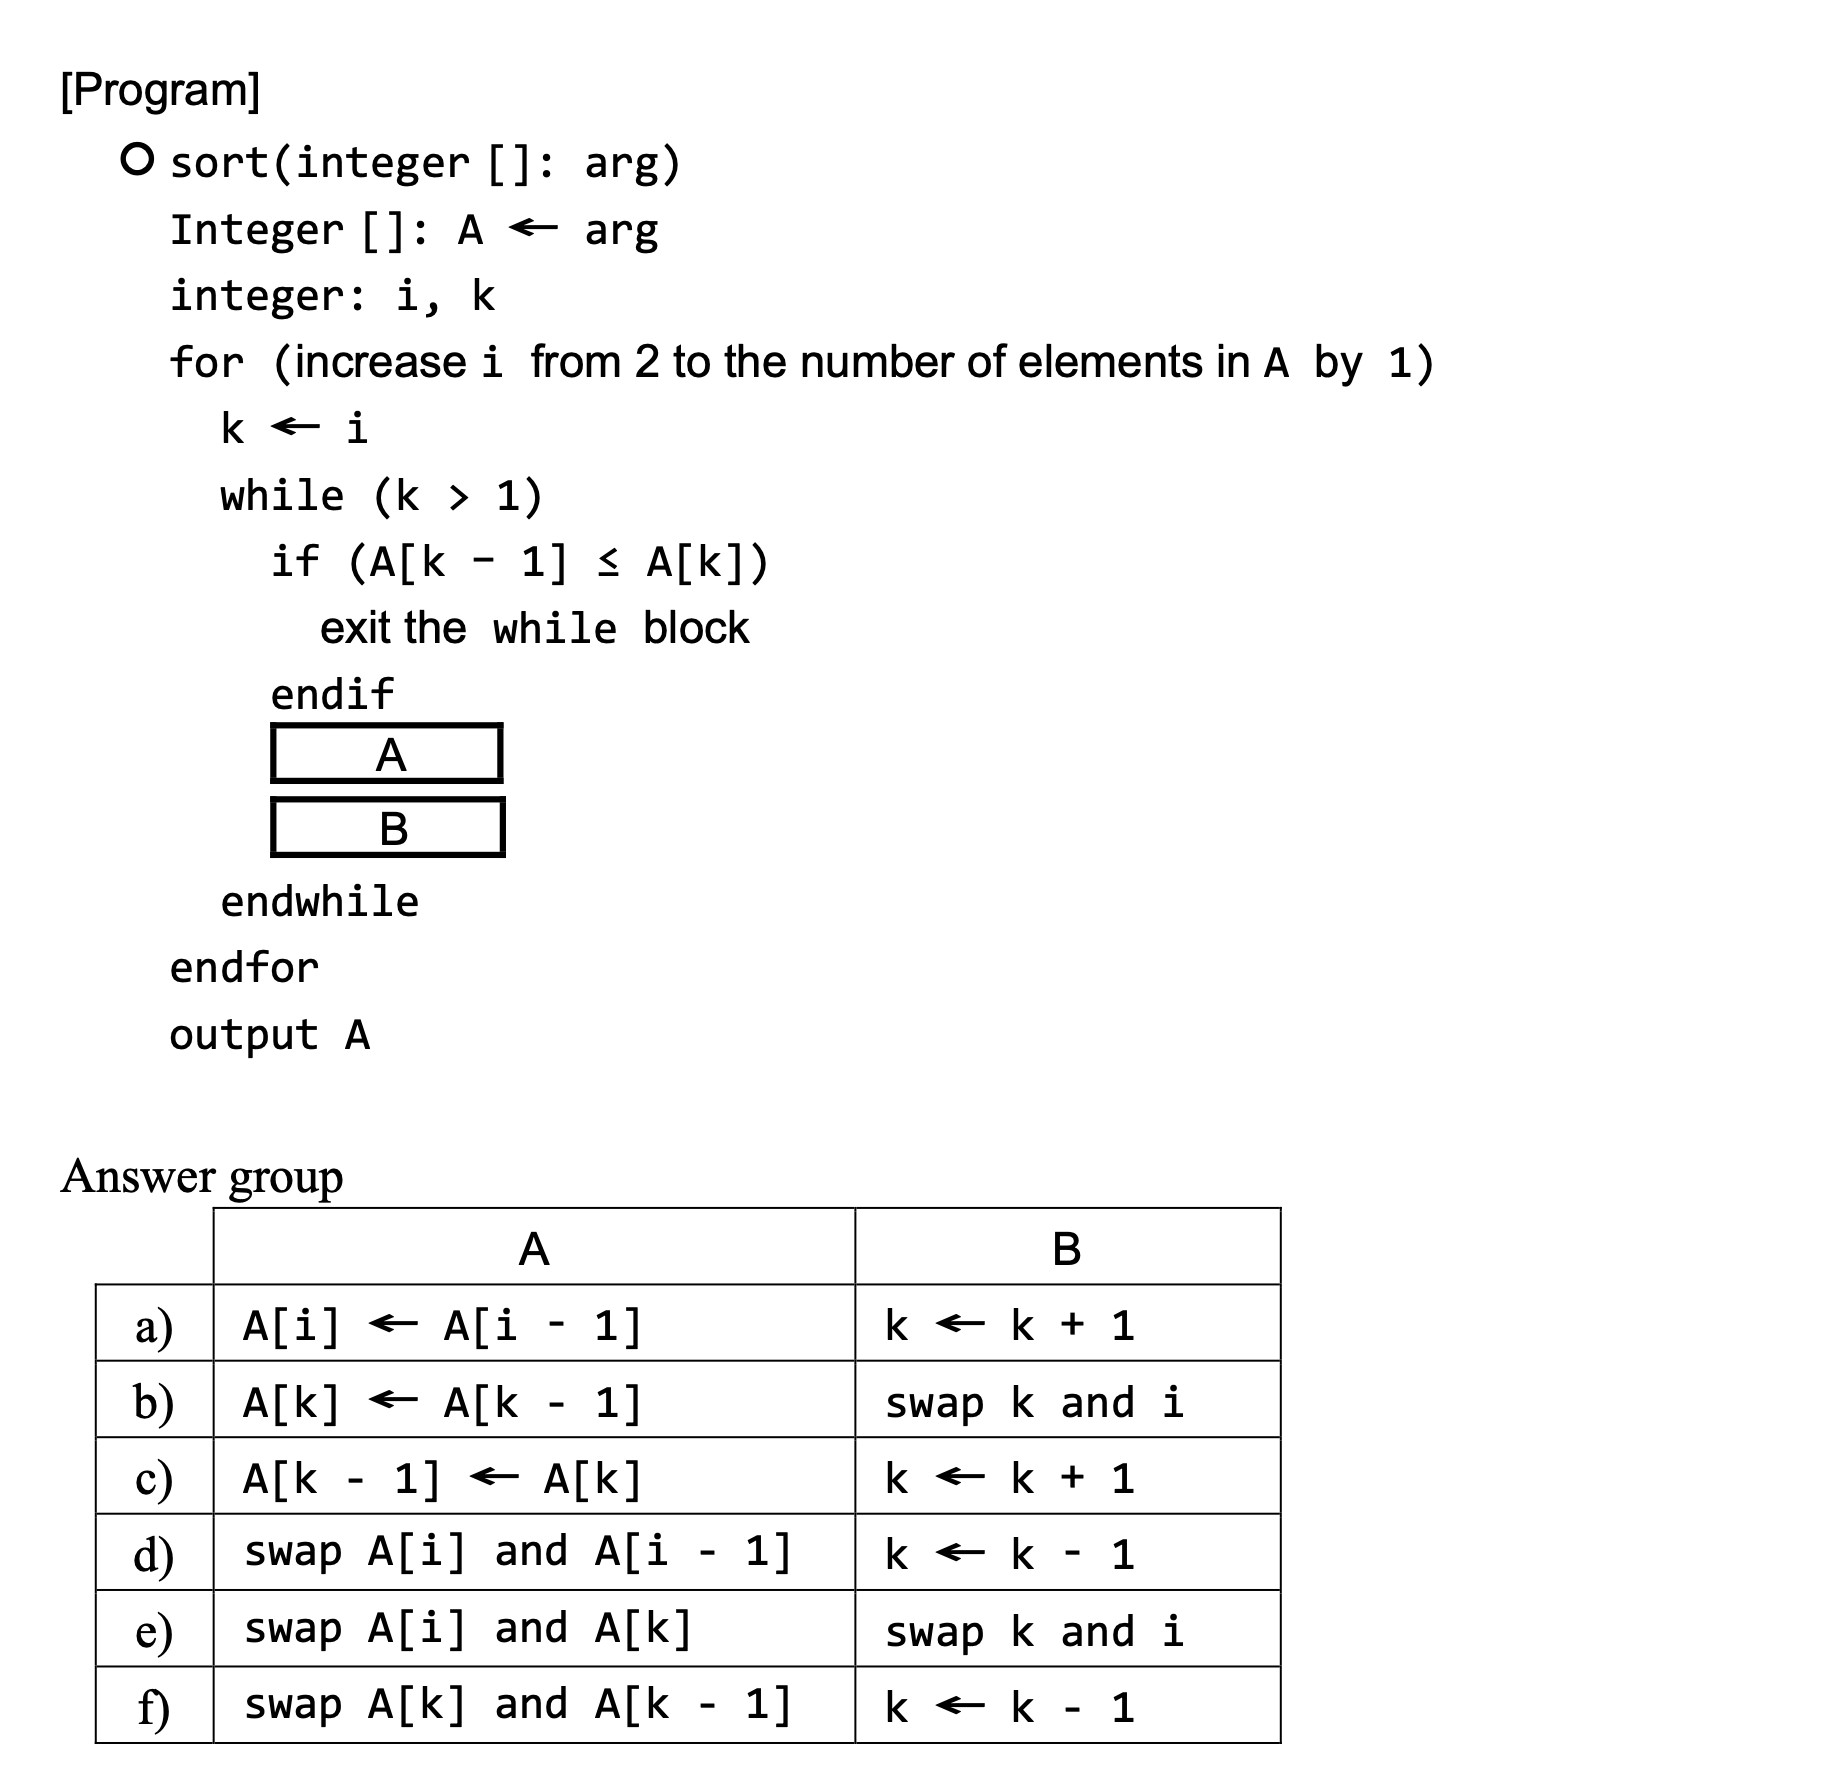 [Program]
○ sort(integer []: arg)
Integer []: A ← arg
integer: i, k
for (increase i from 2 to the number of elements in A by 1)
k ← i
while (k > 1)
if (A[k − 1] ≤ A[k])
exit the while block
endif
A
B
endwhile
endfor
output A
Answer group
A B
a) A[i] ← A[i - 1] k ← k + 1
b) A[k] ← A[k - 1] swap k and i
c) A[k - 1] ← A[k] k ← k + 1
d) swap A[i] and A[i - 1] k ← k - 1
e) swap A[i] and A[k] swap k and i
f) swap A[k] and A[k - 1] k ← k - 1